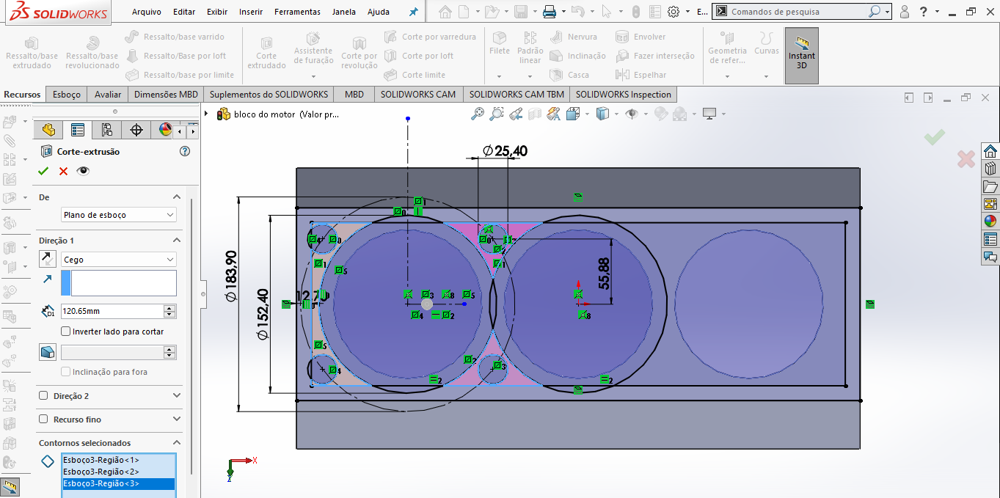 SOLIDWORKS
Arquivo Editar Exibir Inserir Ferramentas Janela Ajuda
E...
Comandos de pesquisa
?
Ressalto/base extrudado
Ressalto/base revolucionado
Ressalto/base varrido
Ressalto/Base por loft
Ressalto/base por limite
Corte extrudado
Assistente de furação
Corte por revolução
Corte por varredura
Corte por loft
Corte limite
Filete
Padrão linear
Nervura
Inclinação
Casca
Envolver
Fazer interseção
Espelhar
Geometria de refer...
Curvas
Instant 3D
Recursos Esboço Avaliar Dimensões MBD Suplementos do SOLIDWORKS MBD SOLIDWORKS CAM SOLIDWORKS CAM TBM SOLIDWORKS Inspection
bloco do motor (Valor pr...
Corte-extrusão
De
Plano de esboço
Direção 1
Cego
D1
120.65mm
Inverter lado para cortar
Inclinação para fora
Direção 2
Recurso fino
Contornos selecionados
Esboço3-Região<1>
Esboço3-Região<2>
Esboço3-Região<3>
Ø25,40
Ø183,90
Ø152,40
55,88
X